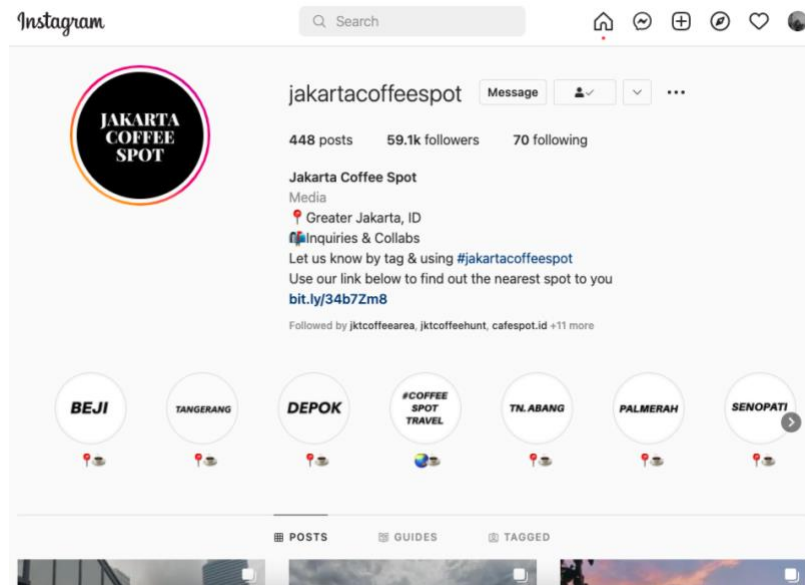 Instagram
Search
JAKARTA
COFFEE
SPOT
jakartacoffeespot
Message
448 posts 59.1k followers 70 following
Jakarta Coffee Spot
Media
📍 Greater Jakarta, ID
📬Inquiries & Collabs
Let us know by tag & using #jakartacoffeespot
Use our link below to find out the nearest spot to you
bit.ly/34b7Zm8
Followed by jktcoffeearea, jktcoffeehunt, cafespot.id +11 more
BEJI
TANGERANG
DEPOK
#COFFEE
SPOT
TRAVEL
TN.ABANG
PALMERAH
SENOPATI
📍☕ 📍☕ 📍☕ 🌏☕ 📍☕ 📍☕ 📍☕
POSTS GUIDES TAGGED